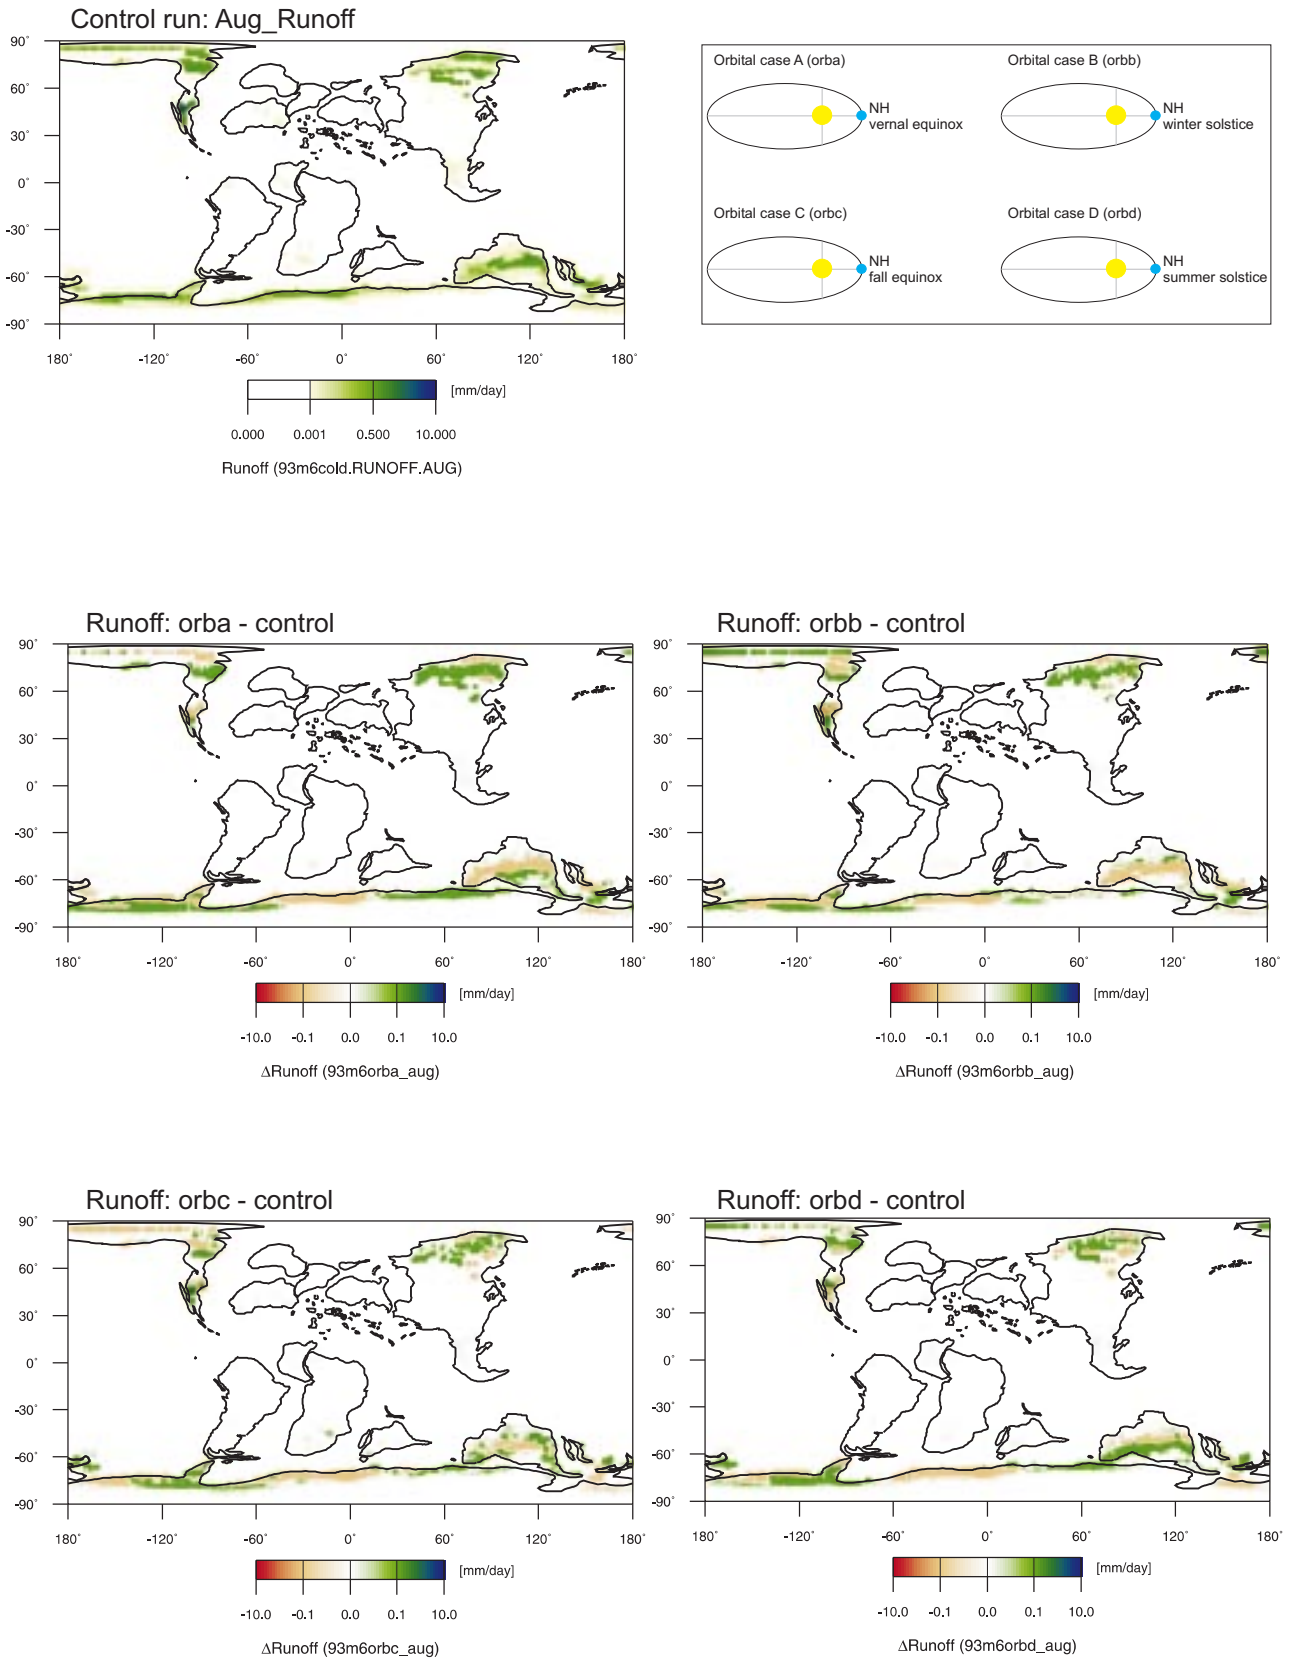 Control run: Aug_Runoff
90˚
60˚
30˚
0˚
-30˚
-60˚
-90˚
180˚ -120˚ -60˚ 0˚ 60˚ 120˚ 180˚
[mm/day]
0.000 0.001 0.500 10.000
Runoff (93m6cold.RUNOFF.AUG)
Orbital case A (orba)
NH
vernal equinox
Orbital case B (orbb)
NH
winter solstice
Orbital case C (orbc)
NH
fall equinox
Orbital case D (orbd)
NH
summer solstice
Runoff: orba - control
90˚
60˚
30˚
0˚
-30˚
-60˚
-90˚
180˚ -120˚ -60˚ 0˚ 60˚ 120˚ 180˚
[mm/day]
-10.0 -0.1 0.0 0.1 10.0
ΔRunoff (93m6orba_aug)
Runoff: orbb - control
90˚
60˚
30˚
0˚
-30˚
-60˚
-90˚
180˚ -120˚ -60˚ 0˚ 60˚ 120˚ 180˚
[mm/day]
-10.0 -0.1 0.0 0.1 10.0
ΔRunoff (93m6orbb_aug)
Runoff: orbc - control
90˚
60˚
30˚
0˚
-30˚
-60˚
-90˚
180˚ -120˚ -60˚ 0˚ 60˚ 120˚ 180˚
[mm/day]
-10.0 -0.1 0.0 0.1 10.0
ΔRunoff (93m6orbc_aug)
Runoff: orbd - control
90˚
60˚
30˚
0˚
-30˚
-60˚
-90˚
180˚ -120˚ -60˚ 0˚ 60˚ 120˚ 180˚
[mm/day]
-10.0 -0.1 0.0 0.1 10.0
ΔRunoff (93m6orbd_aug)